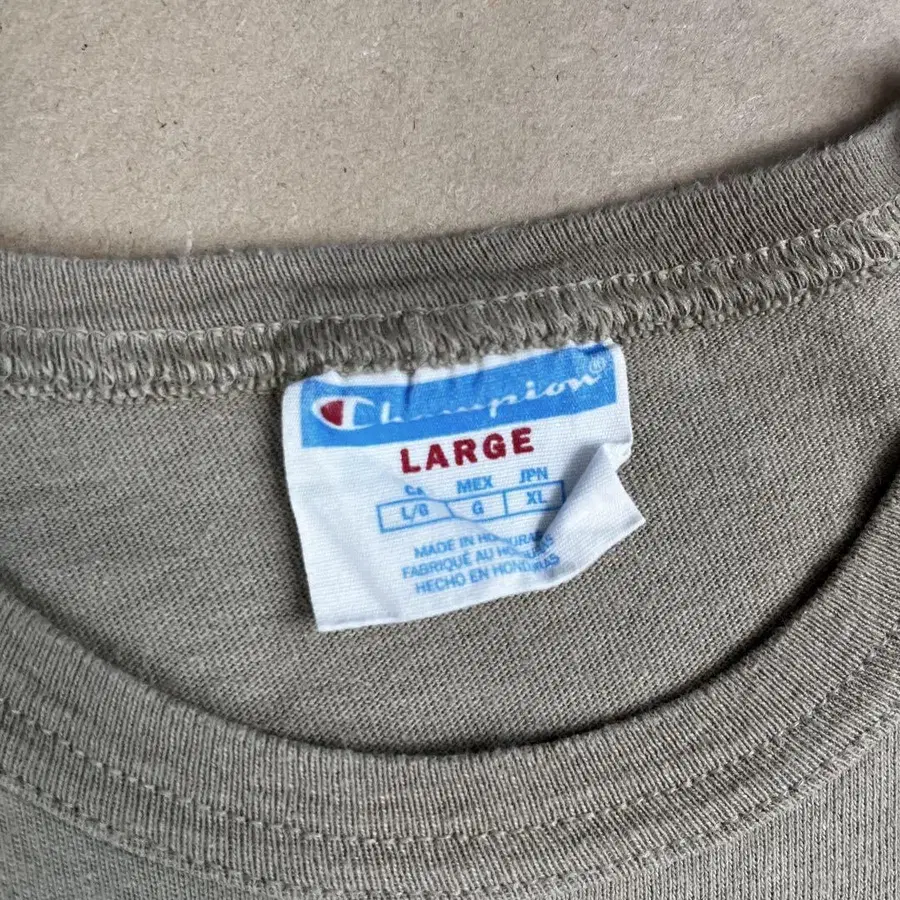 Champion®
LARGE
CA MEX JPN
L/G G XL
MADE IN HONDURAS
FABRIQUÉ AU HONDURAS
HECHO EN HONDURAS